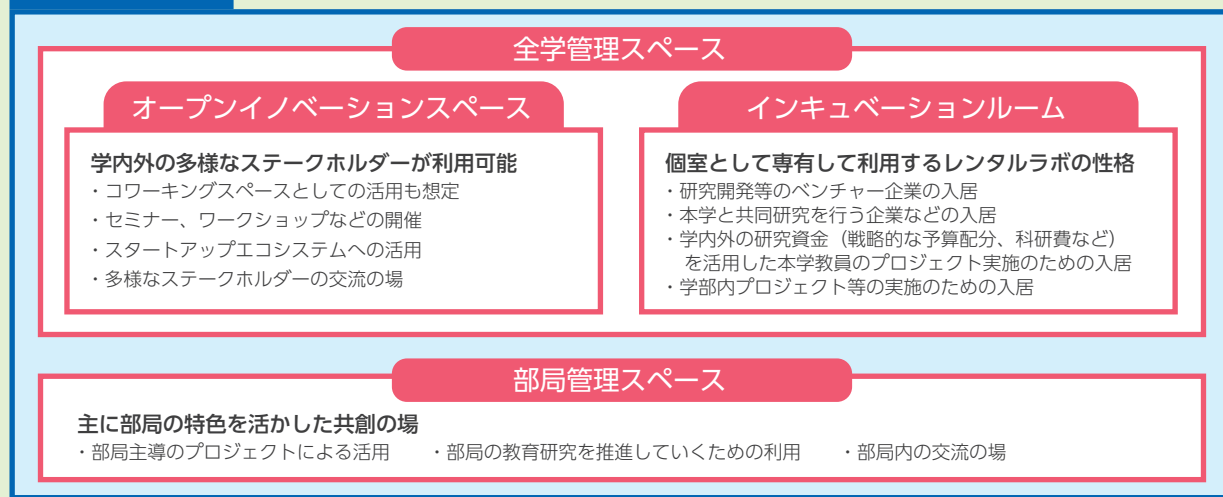 全学管理スペース
オープンイノベーションスペース
学内外の多様なステークホルダーが利用可能
・コワーキングスペースとしての活用も想定
・セミナー、ワークショップなどの開催
・スタートアップエコシステムへの活用
・多様なステークホルダーの交流の場
インキュベーションルーム
個室として専有して利用するレンタルラボの性格
・研究開発等のベンチャー企業の入居
・本学と共同研究を行う企業などの入居
・学内外の研究資金（戦略的な予算配分、科研費など）
を活用した本学教員のプロジェクト実施のための入居
・学部内プロジェクト等の実施のための入居
部局管理スペース
主に部局の特色を活かした共創の場
・部局主導のプロジェクトによる活用　・部局の教育研究を推進していくための利用　・部局内の交流の場